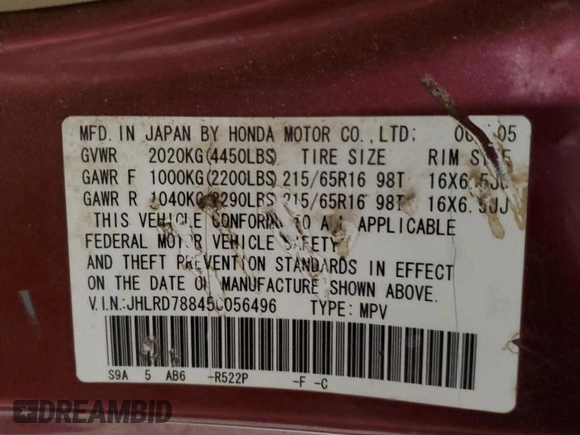 MFD. IN JAPAN BY HONDA MOTOR CO., LTD: 05
GVWR 2020KG(4450LBS) TIRE SIZE RIM
GAWR F 1000KG(2200LBS) 215/65R16 98T 16X6.5JJ
GAWR R 1040KG(2290LBS) 215/65R16 98T 16X6.5JJ
THIS VEHICLE CONFORMS TO ALL APPLICABLE
FEDERAL MOTOR VEHICLE SAFETY
AND THEFT PREVENTION STANDARDS IN EFFECT
ON THE DATE OF MANUFACTURE SHOWN ABOVE.
V.I.N.: TYPE: MPV
S9A 5 AB6 -R522P -F -C
DREAMBID